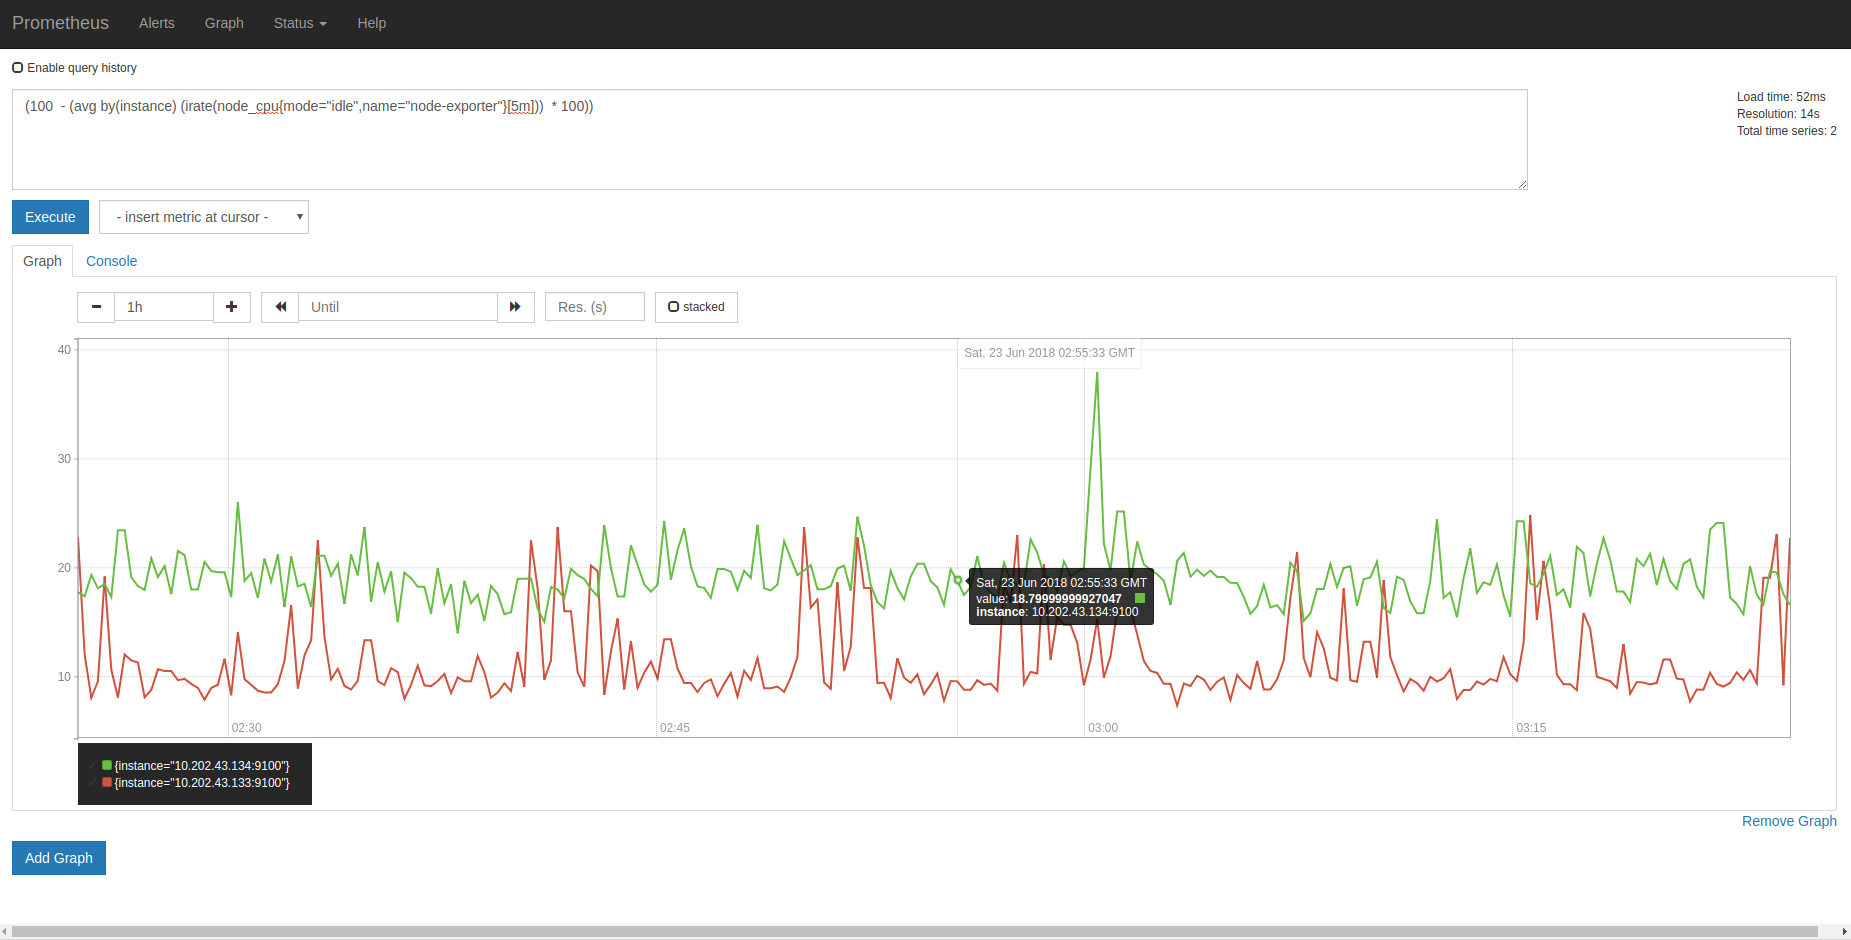 Prometheus Alerts Graph Status Help
Enable query history
(100  - (avg by(instance) (irate(node_cpu{mode="idle",name="node-exporter"}[5m]))  * 100))
Load time: 52ms
Resolution: 14s
Total time series: 2
Execute - insert metric at cursor -
Graph Console
1h Until Res. (s) stacked
40
30
20
10
Sat, 23 Jun 2018 02:55:33 GMT
Sat, 23 Jun 2018 02:55:33 GMT
value: 18.79999999927047
instance: 10.202.43.134:9100
02:30 02:45 03:00 03:15
{instance="10.202.43.134:9100"}
{instance="10.202.43.133:9100"}
Remove Graph
Add Graph